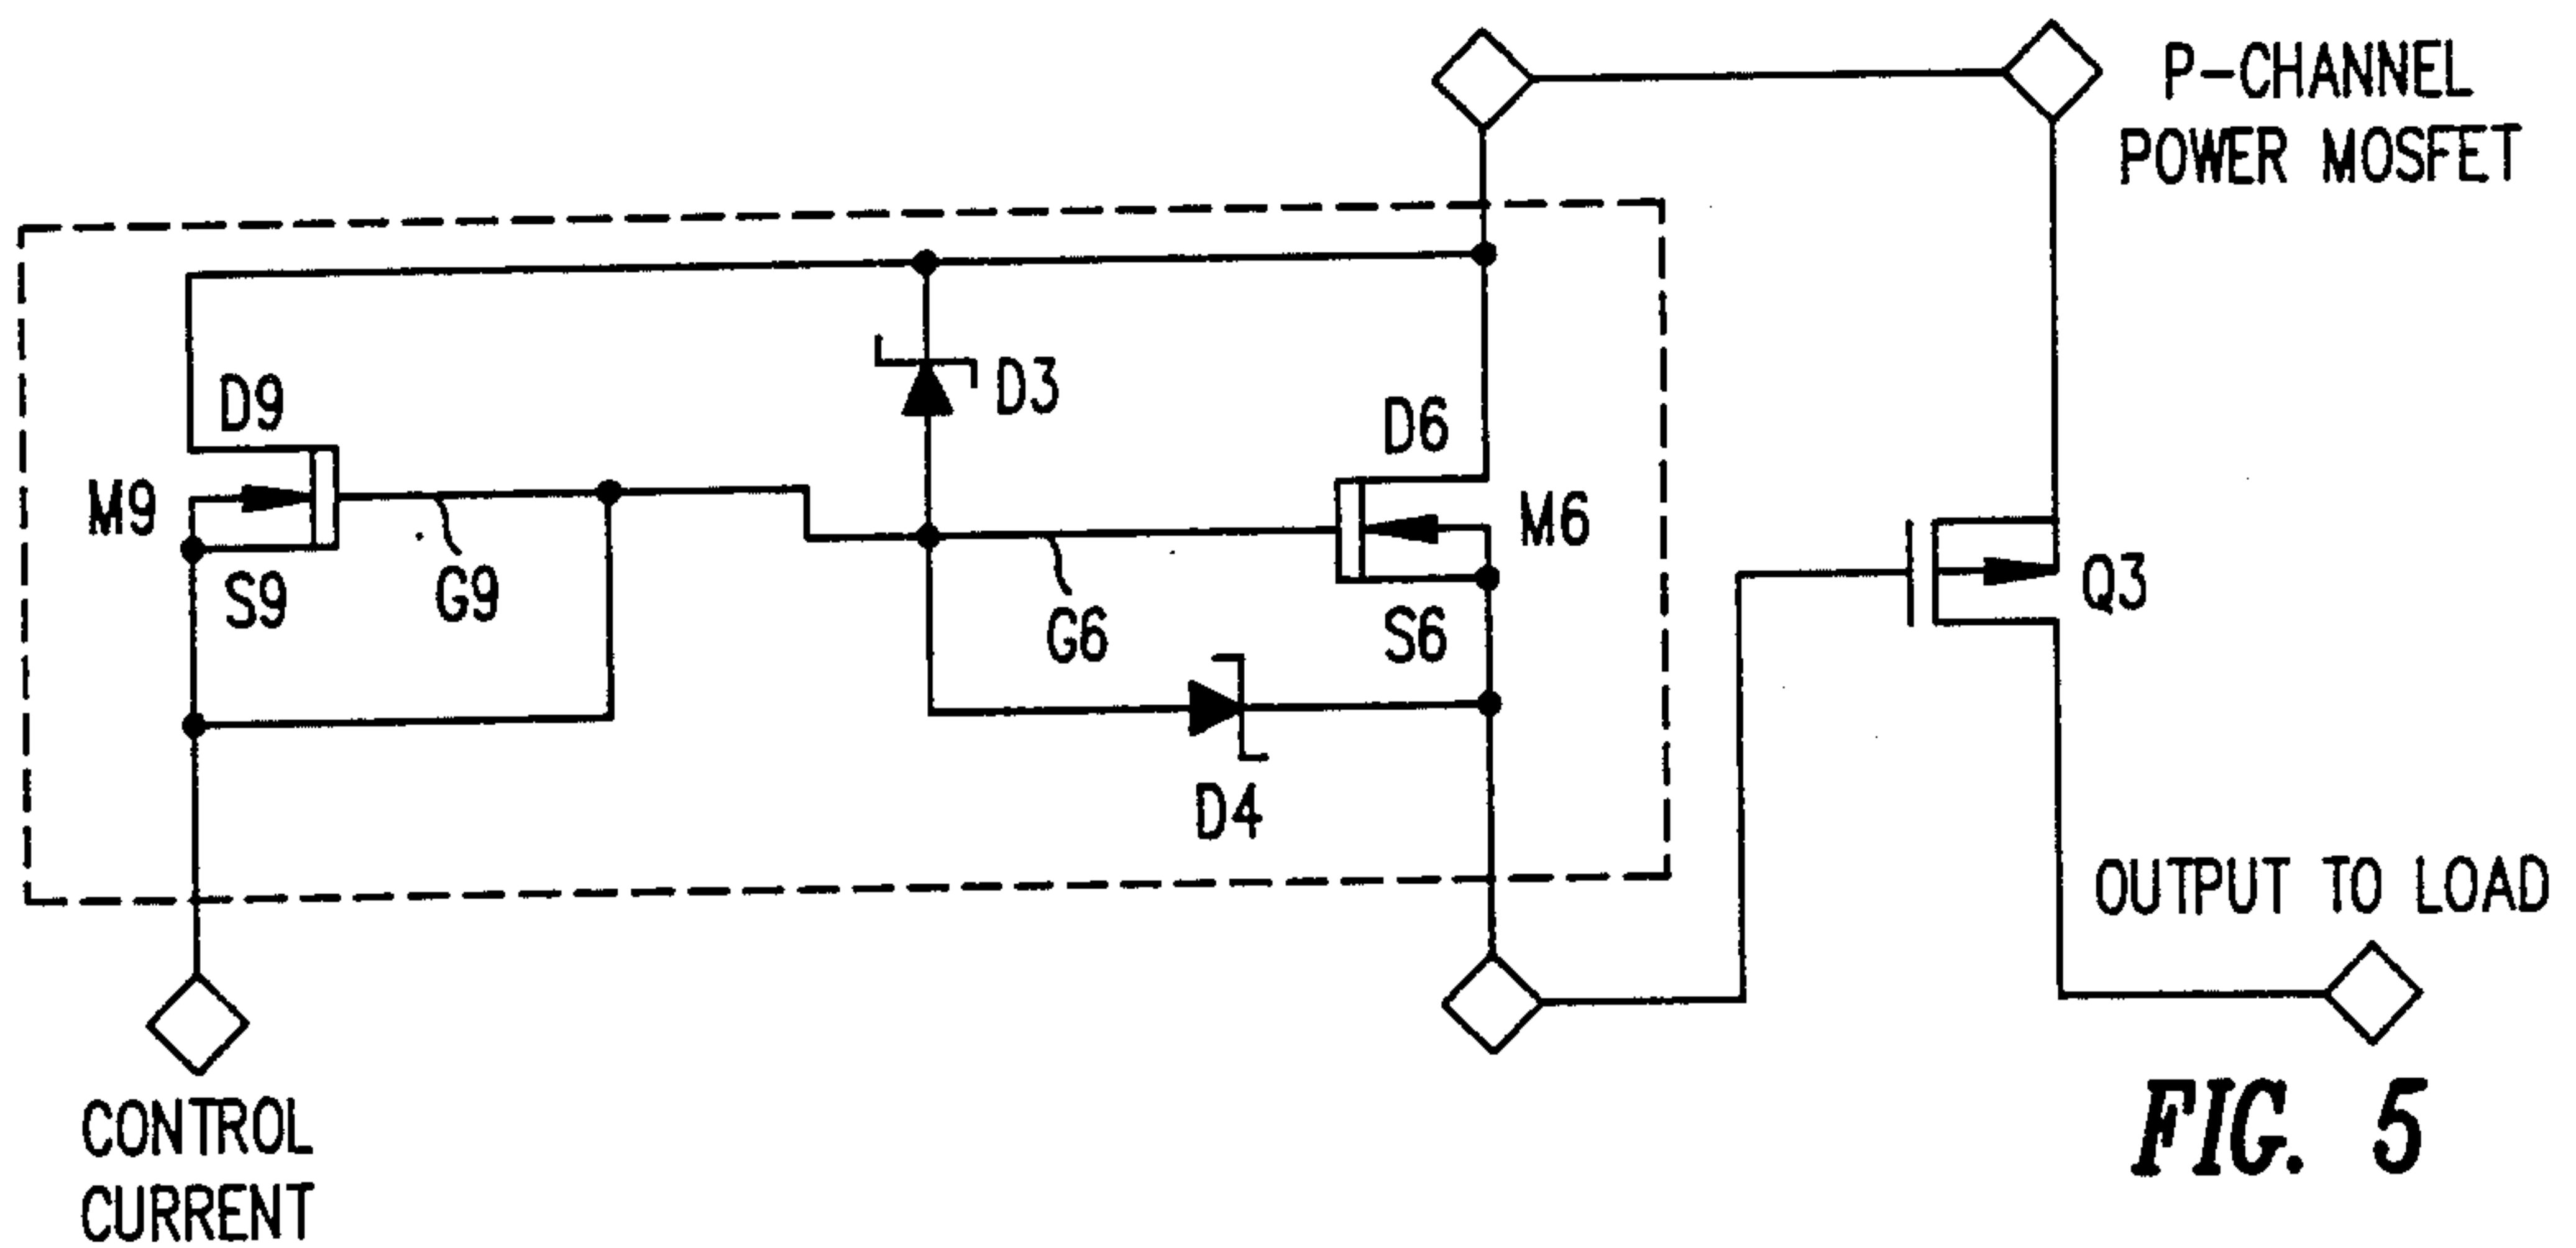 P-CHANNEL
POWER MOSFET
D9
D3
D6
M9
M6
S9
G9
G6
S6
Q3
D4
OUTPUT TO LOAD
CONTROL
CURRENT
FIG. 5